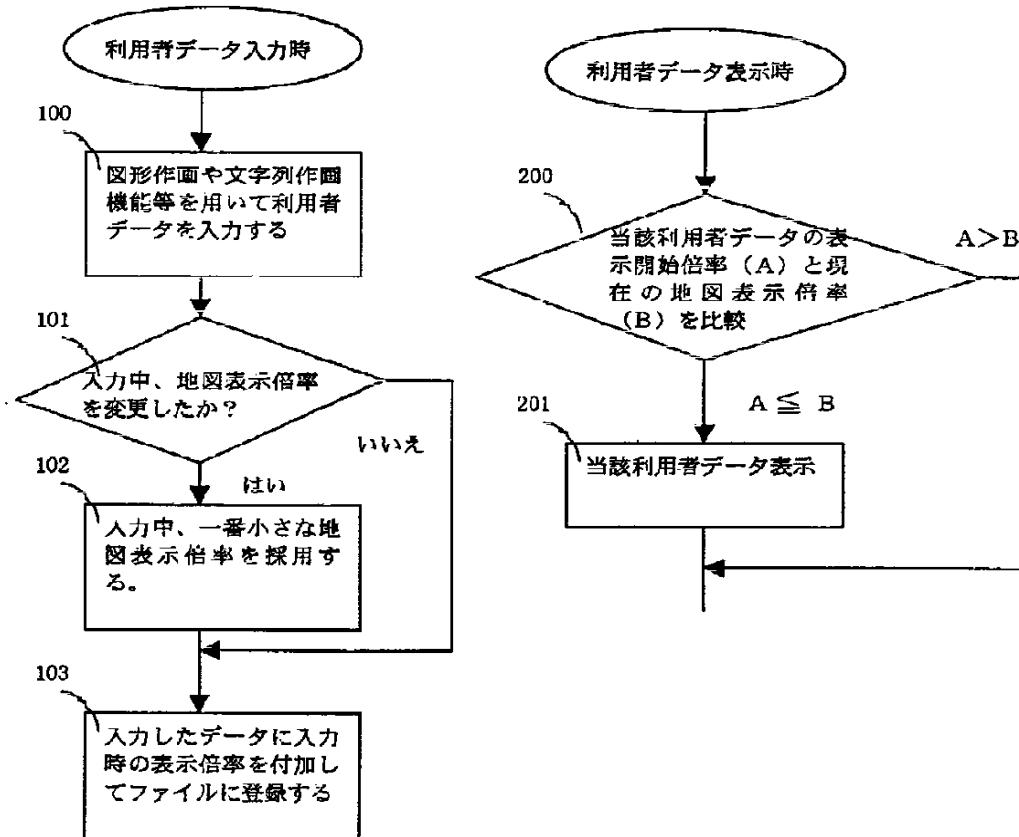 利用者データ入力時
100
図形作画や文字列作画
機能等を用いて利用者
データを入力する
101
入力中、地図表示倍率
を変更したか？
いいえ
はい
102
入力中、一番小さな地
図表示倍率を採用す
る。
103
入力したデータに入力
時の表示倍率を付加し
てファイルに登録する
利用者データ表示時
200
当該利用者データの表
示開始倍率（A）と現
在の地図表示倍率
（B）を比較
A＞B
A ≦ B
201
当該利用者データ表示